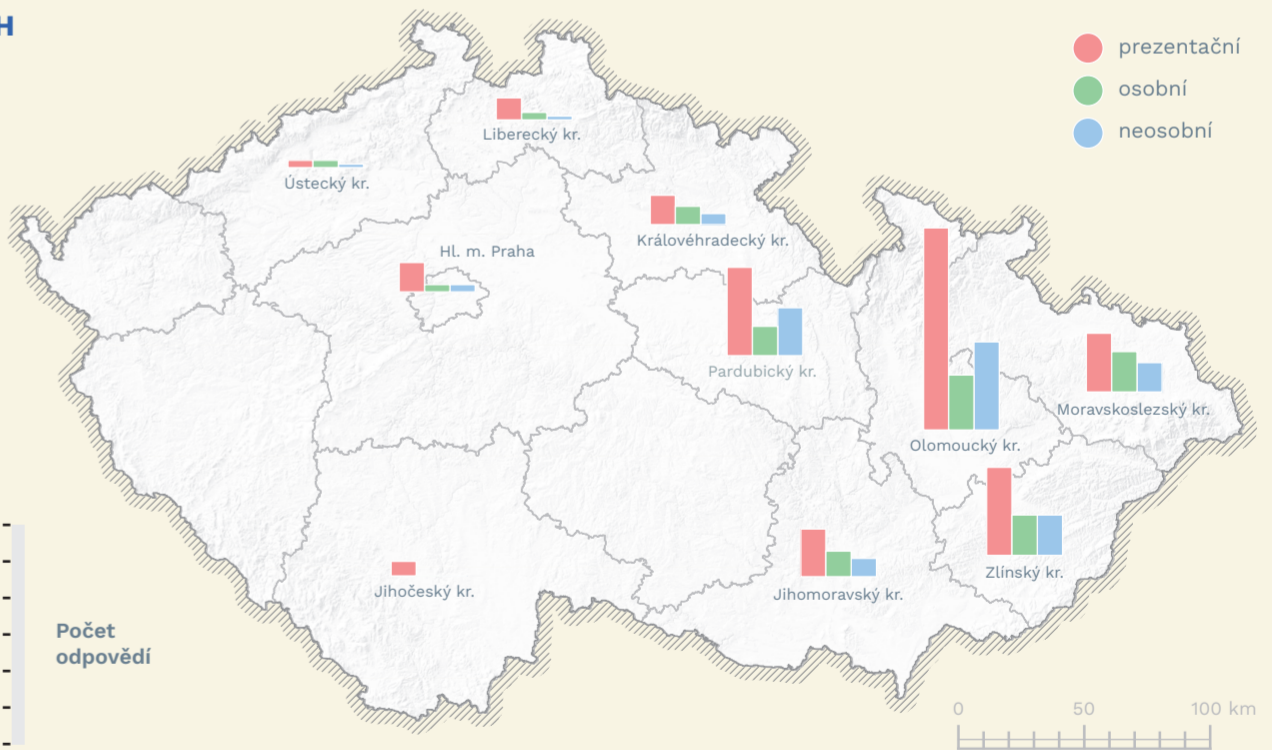 H
prezentační
osobní
neosobní
Liberecký kr.
Ústecký kr.
Královéhradecký kr.
Hl. m. Praha
Pardubický kr.
Moravskoslezský kr.
Olomoucký kr.
Zlínský kr.
Jihočeský kr.
Jihomoravský kr.
Počet
odpovědí
0 50 100 km